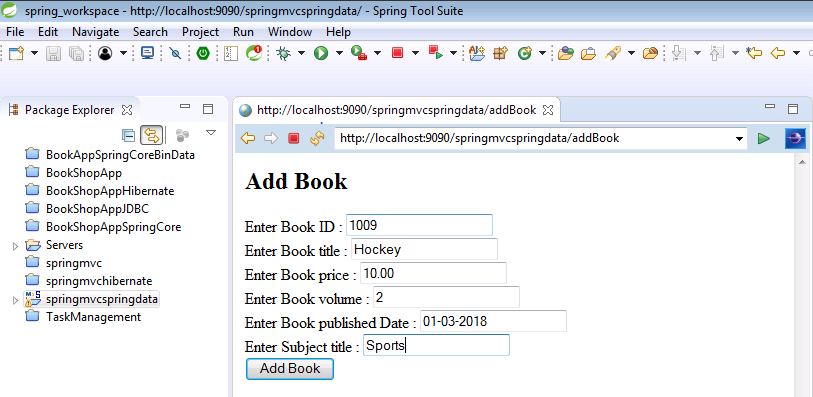 spring_workspace - http://localhost:9090/springmvcspringdata/ - Spring Tool Suite
File Edit Navigate Search Project Run Window Help
Package Explorer
BookAppSpringCoreBinData
BookShopApp
BookShopAppHibernate
BookShopAppJDBC
BookShopAppSpringCore
Servers
springmvc
springmvchibernate
springmvcspringdata
TaskManagement
http://localhost:9090/springmvcspringdata/addBook
http://localhost:9090/springmvcspringdata/addBook
Add Book
Enter Book ID : 1009
Enter Book title : Hockey
Enter Book price : 10.00
Enter Book volume : 2
Enter Book published Date : 01-03-2018
Enter Subject title : Sports
Add Book